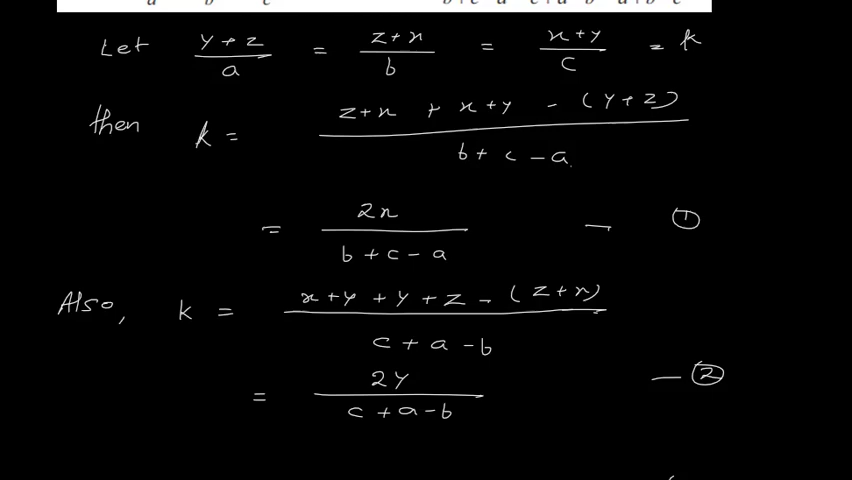 Let (y+z)/a = (z+x)/b = (x+y)/c = k
then k = (z+x + x+y - (y+z))/(b+c-a)
= 2x/(b+c-a) — ①
Also, k = (x+y+y+z-(z+x))/(c+a-b)
= 2y/(c+a-b) — ②